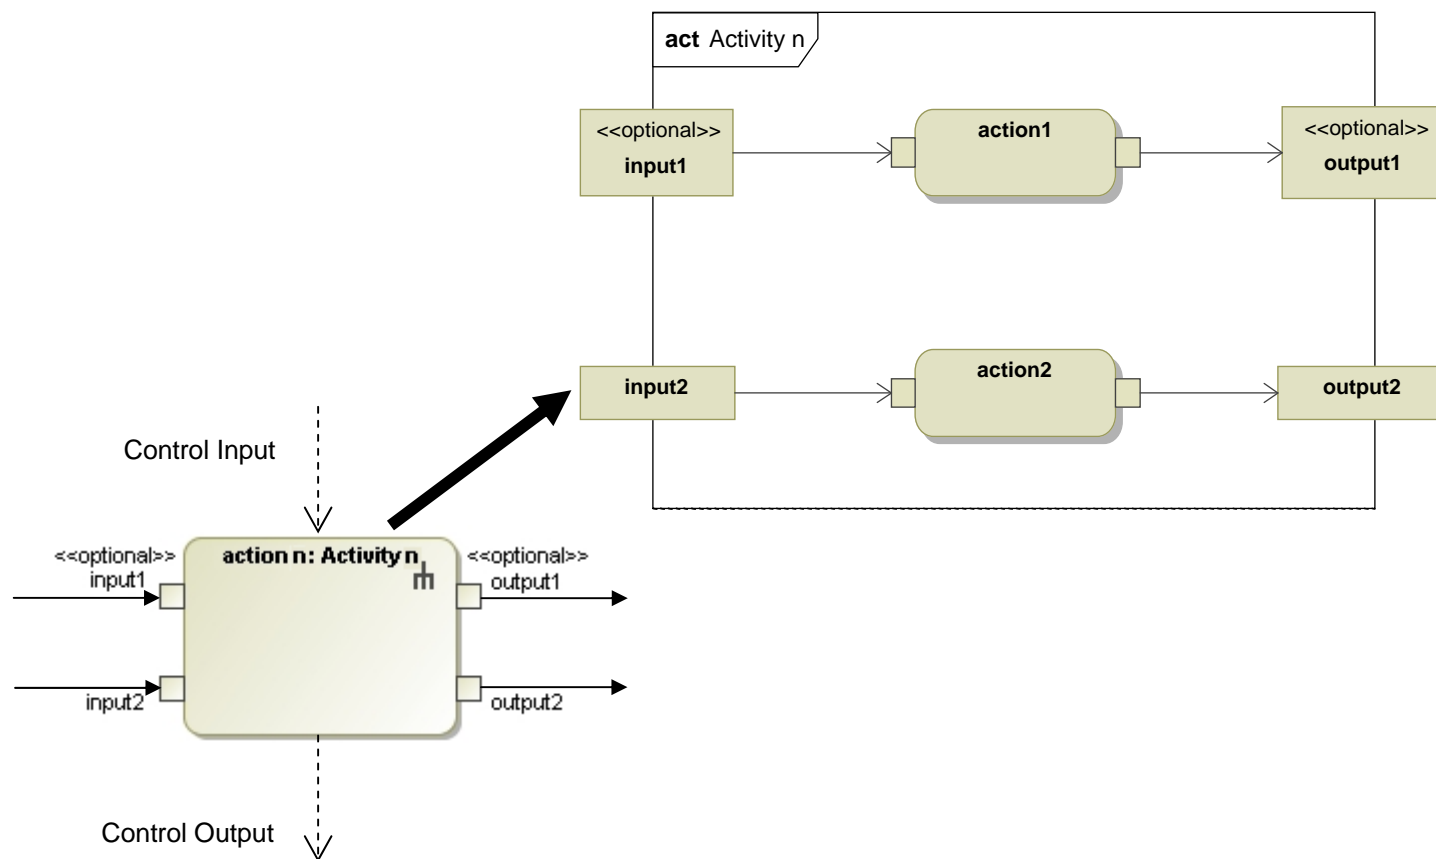 act Activity n
<<optional>>
input1
action1
<<optional>>
output1
input2
action2
output2
Control Input
<<optional>>
input1
action n: Activity n
<<optional>>
output1
input2
output2
Control Output